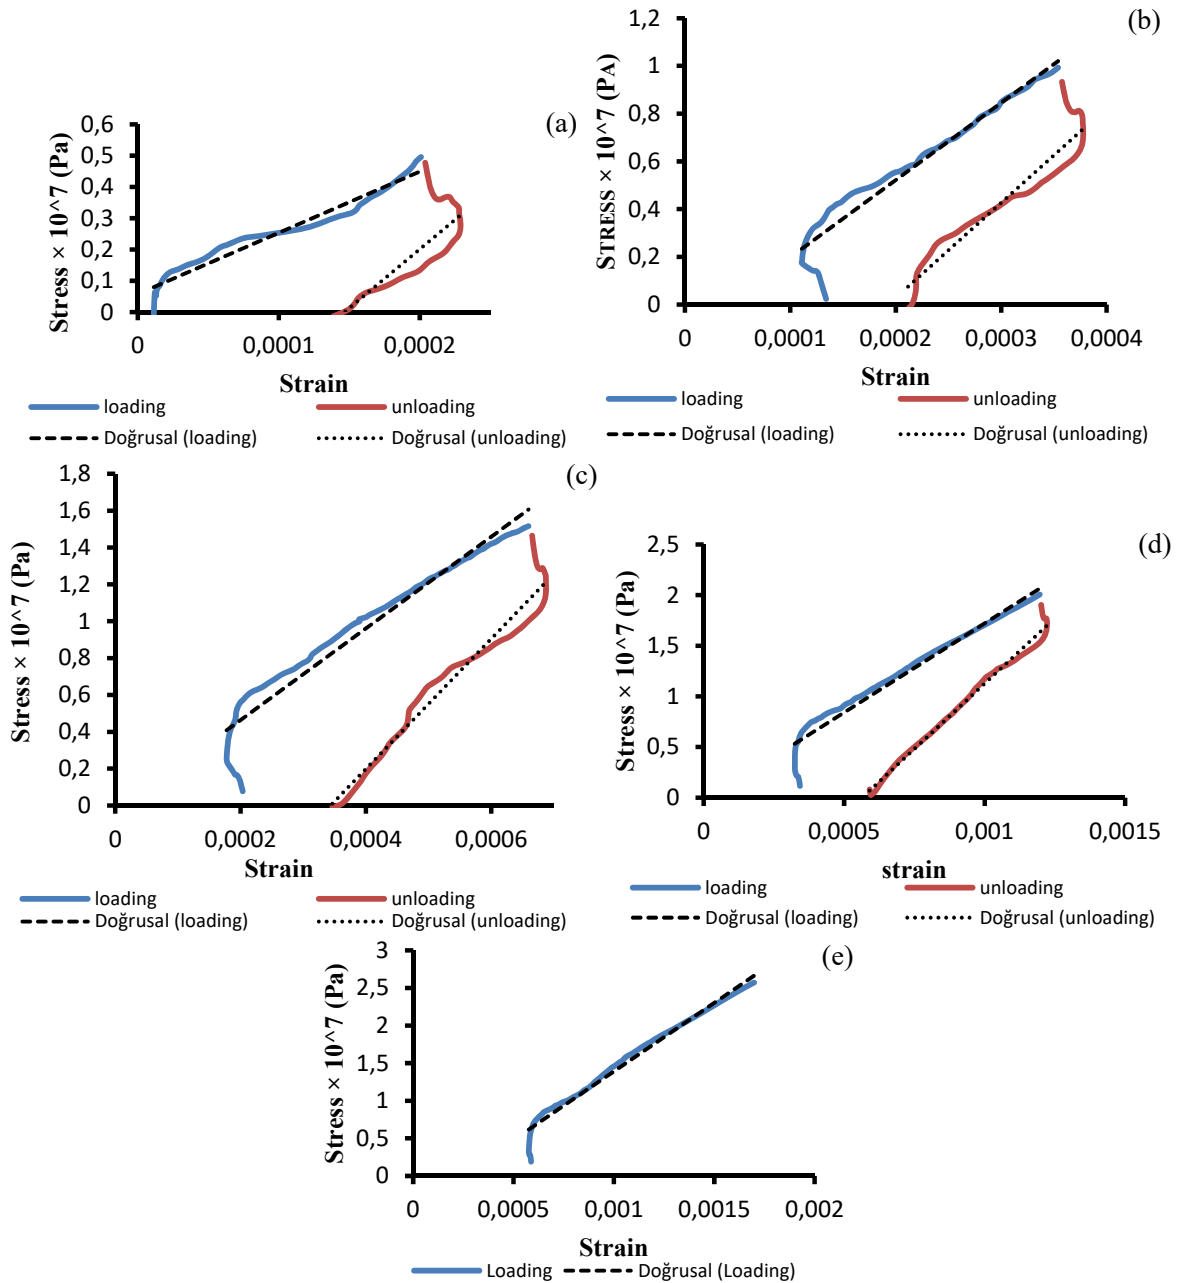 (a)
Stress × 10^7 (Pa)
0,6
0,5
0,4
0,3
0,2
0,1
0
0 0,0001 0,0002
Strain
loading unloading
Doğrusal (loading) Doğrusal (unloading)
(b)
STRESS × 10^7 (PA)
1,2
1
0,8
0,6
0,4
0,2
0
0 0,0001 0,0002 0,0003 0,0004
Strain
loading unloading
Doğrusal (loading) Doğrusal (unloading)
(c)
Stress × 10^7 (Pa)
1,8
1,6
1,4
1,2
1
0,8
0,6
0,4
0,2
0
0 0,0002 0,0004 0,0006
Strain
loading unloading
Doğrusal (loading) Doğrusal (unloading)
(d)
Stress × 10^7 (Pa)
2,5
2
1,5
1
0,5
0
0 0,0005 0,001 0,0015
strain
loading unloading
Doğrusal (loading) Doğrusal (unloading)
(e)
Stress × 10^7 (Pa)
3
2,5
2
1,5
1
0,5
0
0 0,0005 0,001 0,0015 0,002
Strain
Loading Doğrusal (Loading)